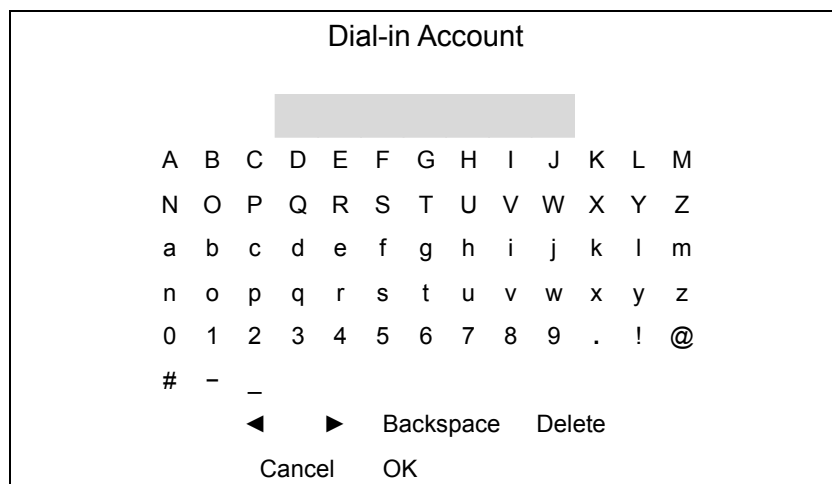 Dial-in Account
A B C D E F G H I J K L M
N O P Q R S T U V W X Y Z
a b c d e f g h i j k l m
n o p q r s t u v w x y z
0 1 2 3 4 5 6 7 8 9 . ! @
# − _
◄ ► Backspace Delete
Cancel OK